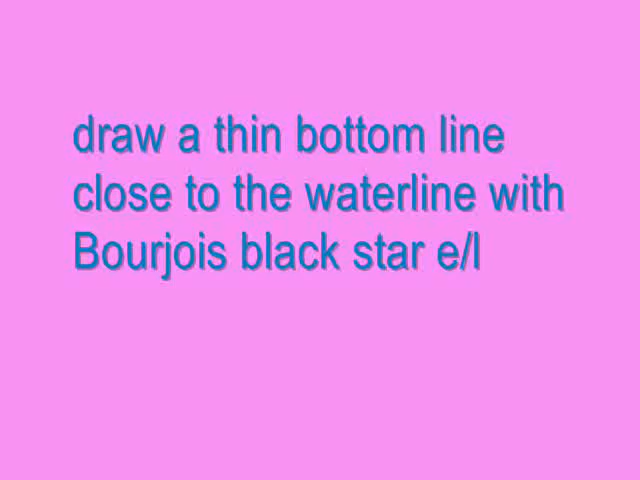 draw a thin bottom line
close to the waterline with
Bourjois black star e/l